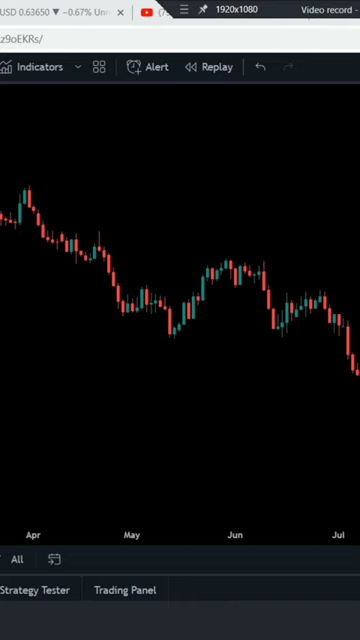 USD 0.63650 ▼ −0.67% Unn
1920x1080
Video record -
z9oEKRs/
Indicators
Alert
Replay
Apr
May
Jun
Jul
All
Strategy Tester
Trading Panel